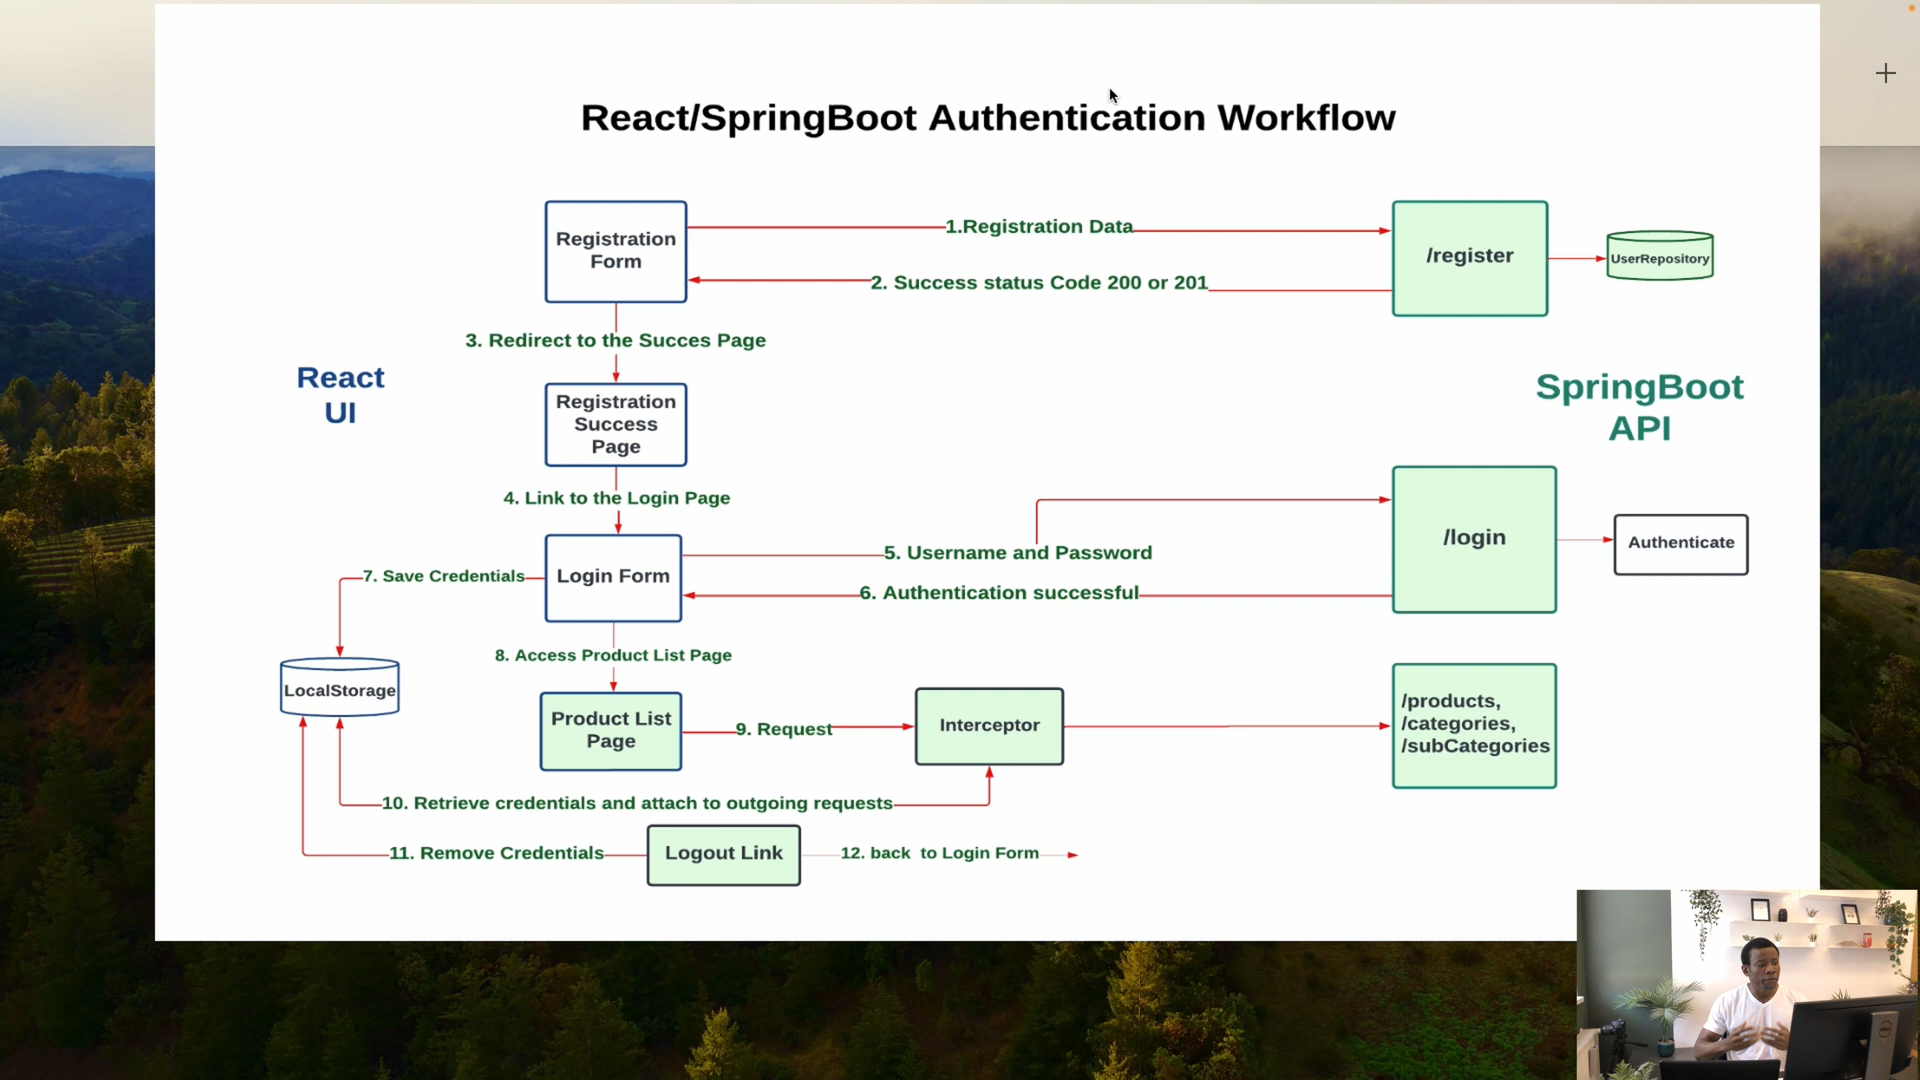 React/SpringBoot Authentication Workflow
Registration
Form
1.Registration Data
2. Success status Code 200 or 201
/register
UserRepository
3. Redirect to the Succes Page
React
UI
Registration
Success
Page
SpringBoot
API
4. Link to the Login Page
Login Form
5. Username and Password
6. Authentication successful
/login
Authenticate
7. Save Credentials
LocalStorage
8. Access Product List Page
Product List
Page
9. Request
Interceptor
/products,
/categories,
/subCategories
10. Retrieve credentials and attach to outgoing requests
11. Remove Credentials
Logout Link
12. back  to Login Form